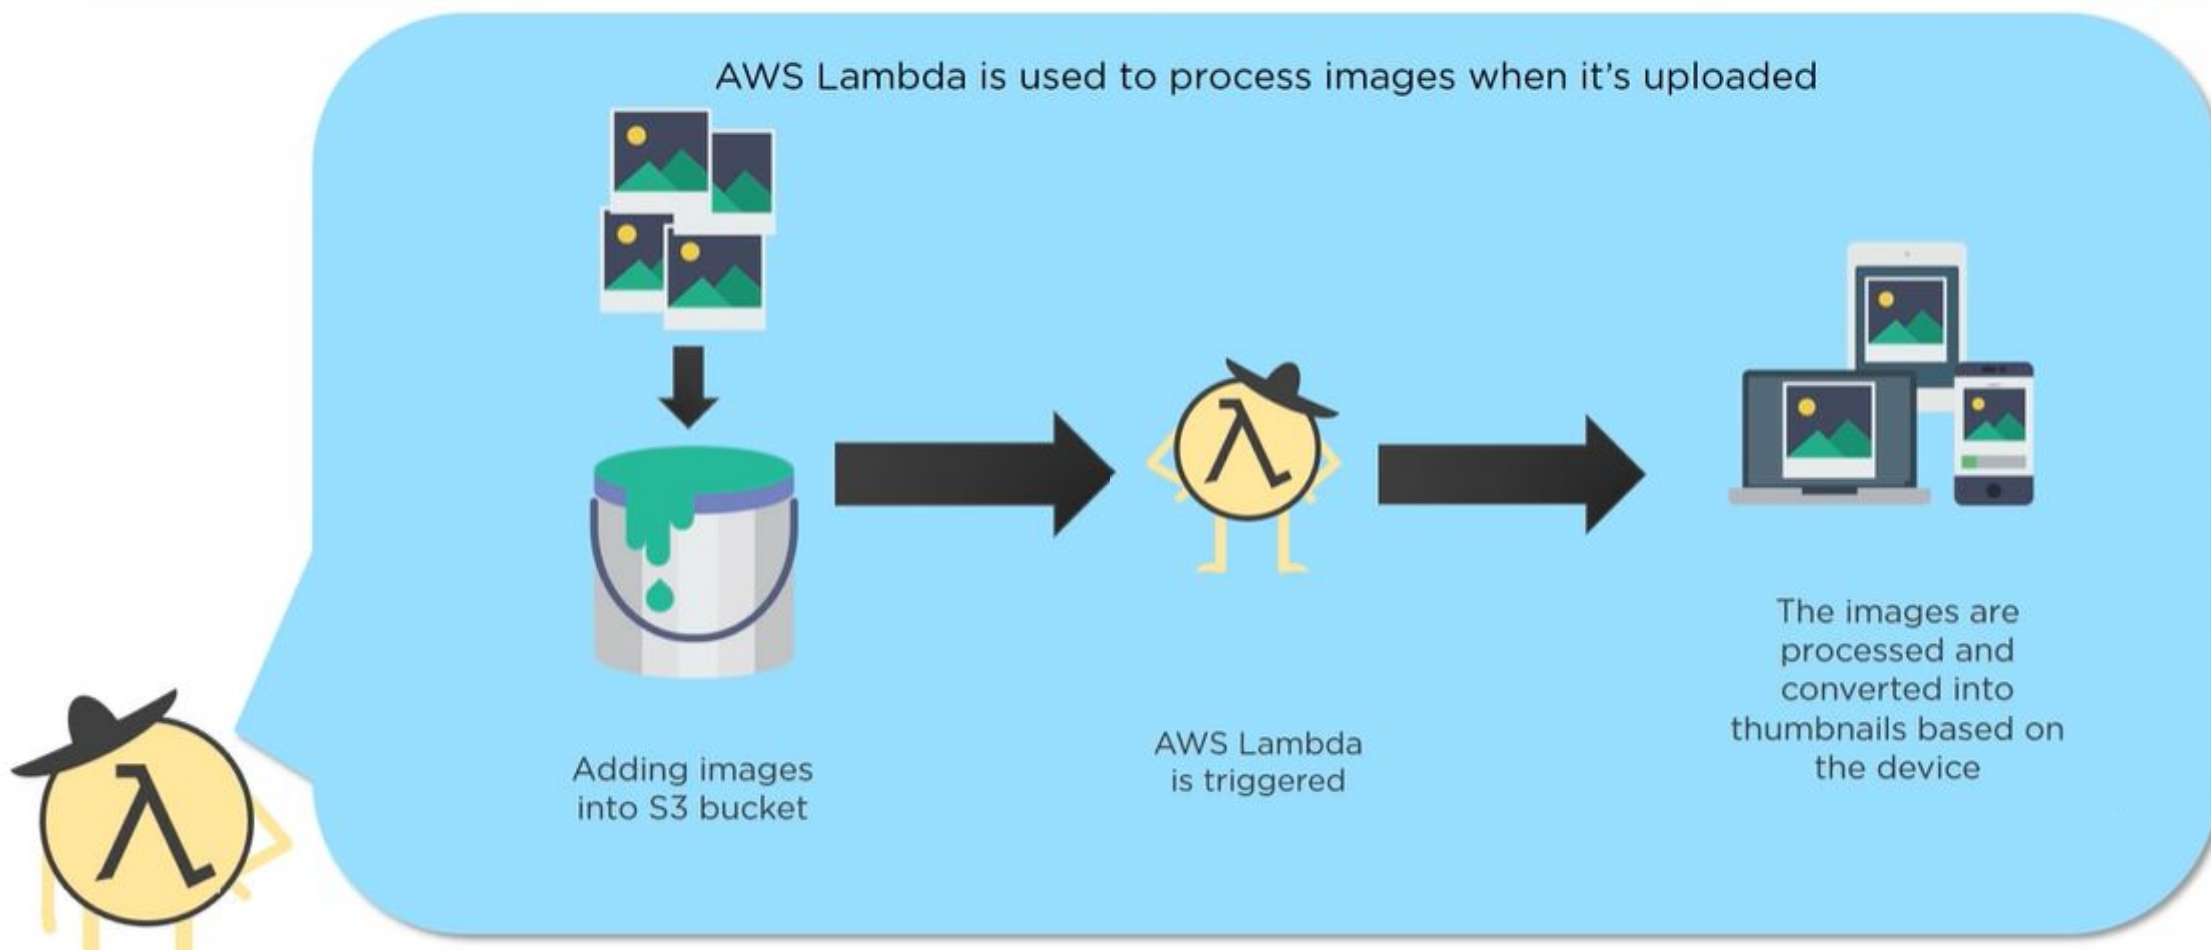 AWS Lambda is used to process images when it's uploaded
Adding images
into S3 bucket
AWS Lambda
is triggered
The images are
processed and
converted into
thumbnails based on
the device
λ
λ